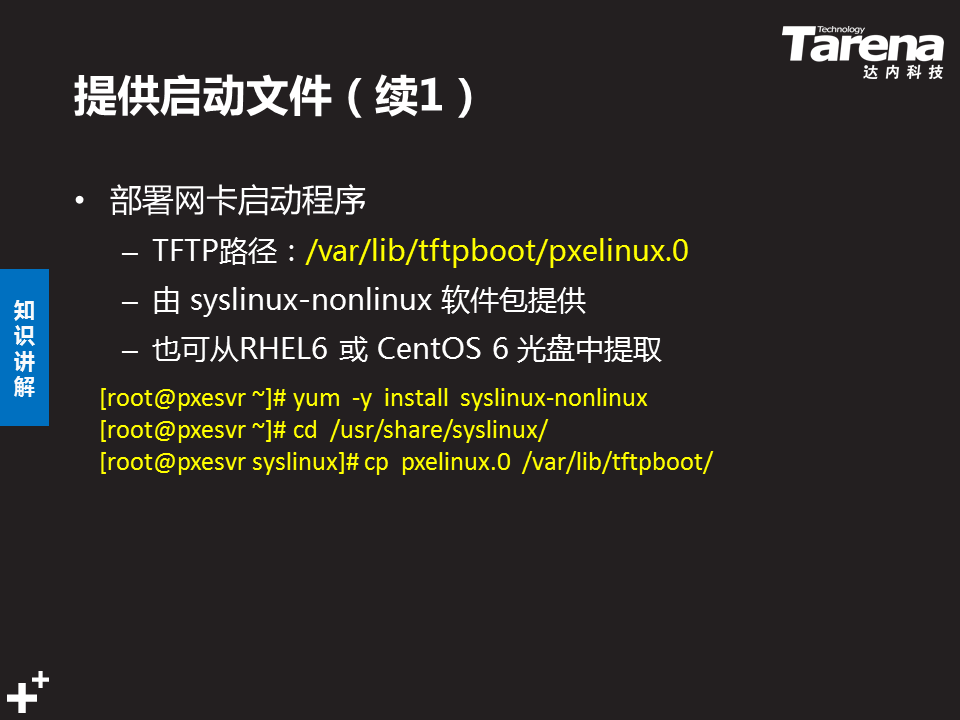 Technology
Tarena
达内科技
提供启动文件（续1）
• 部署网卡启动程序
– TFTP路径：/var/lib/tftpboot/pxelinux.0
– 由 syslinux-nonlinux 软件包提供
– 也可从RHEL6 或 CentOS 6 光盘中提取
知识讲解
[root@pxesvr ~]# yum -y install syslinux-nonlinux
[root@pxesvr ~]# cd /usr/share/syslinux/
[root@pxesvr syslinux]# cp pxelinux.0 /var/lib/tftpboot/